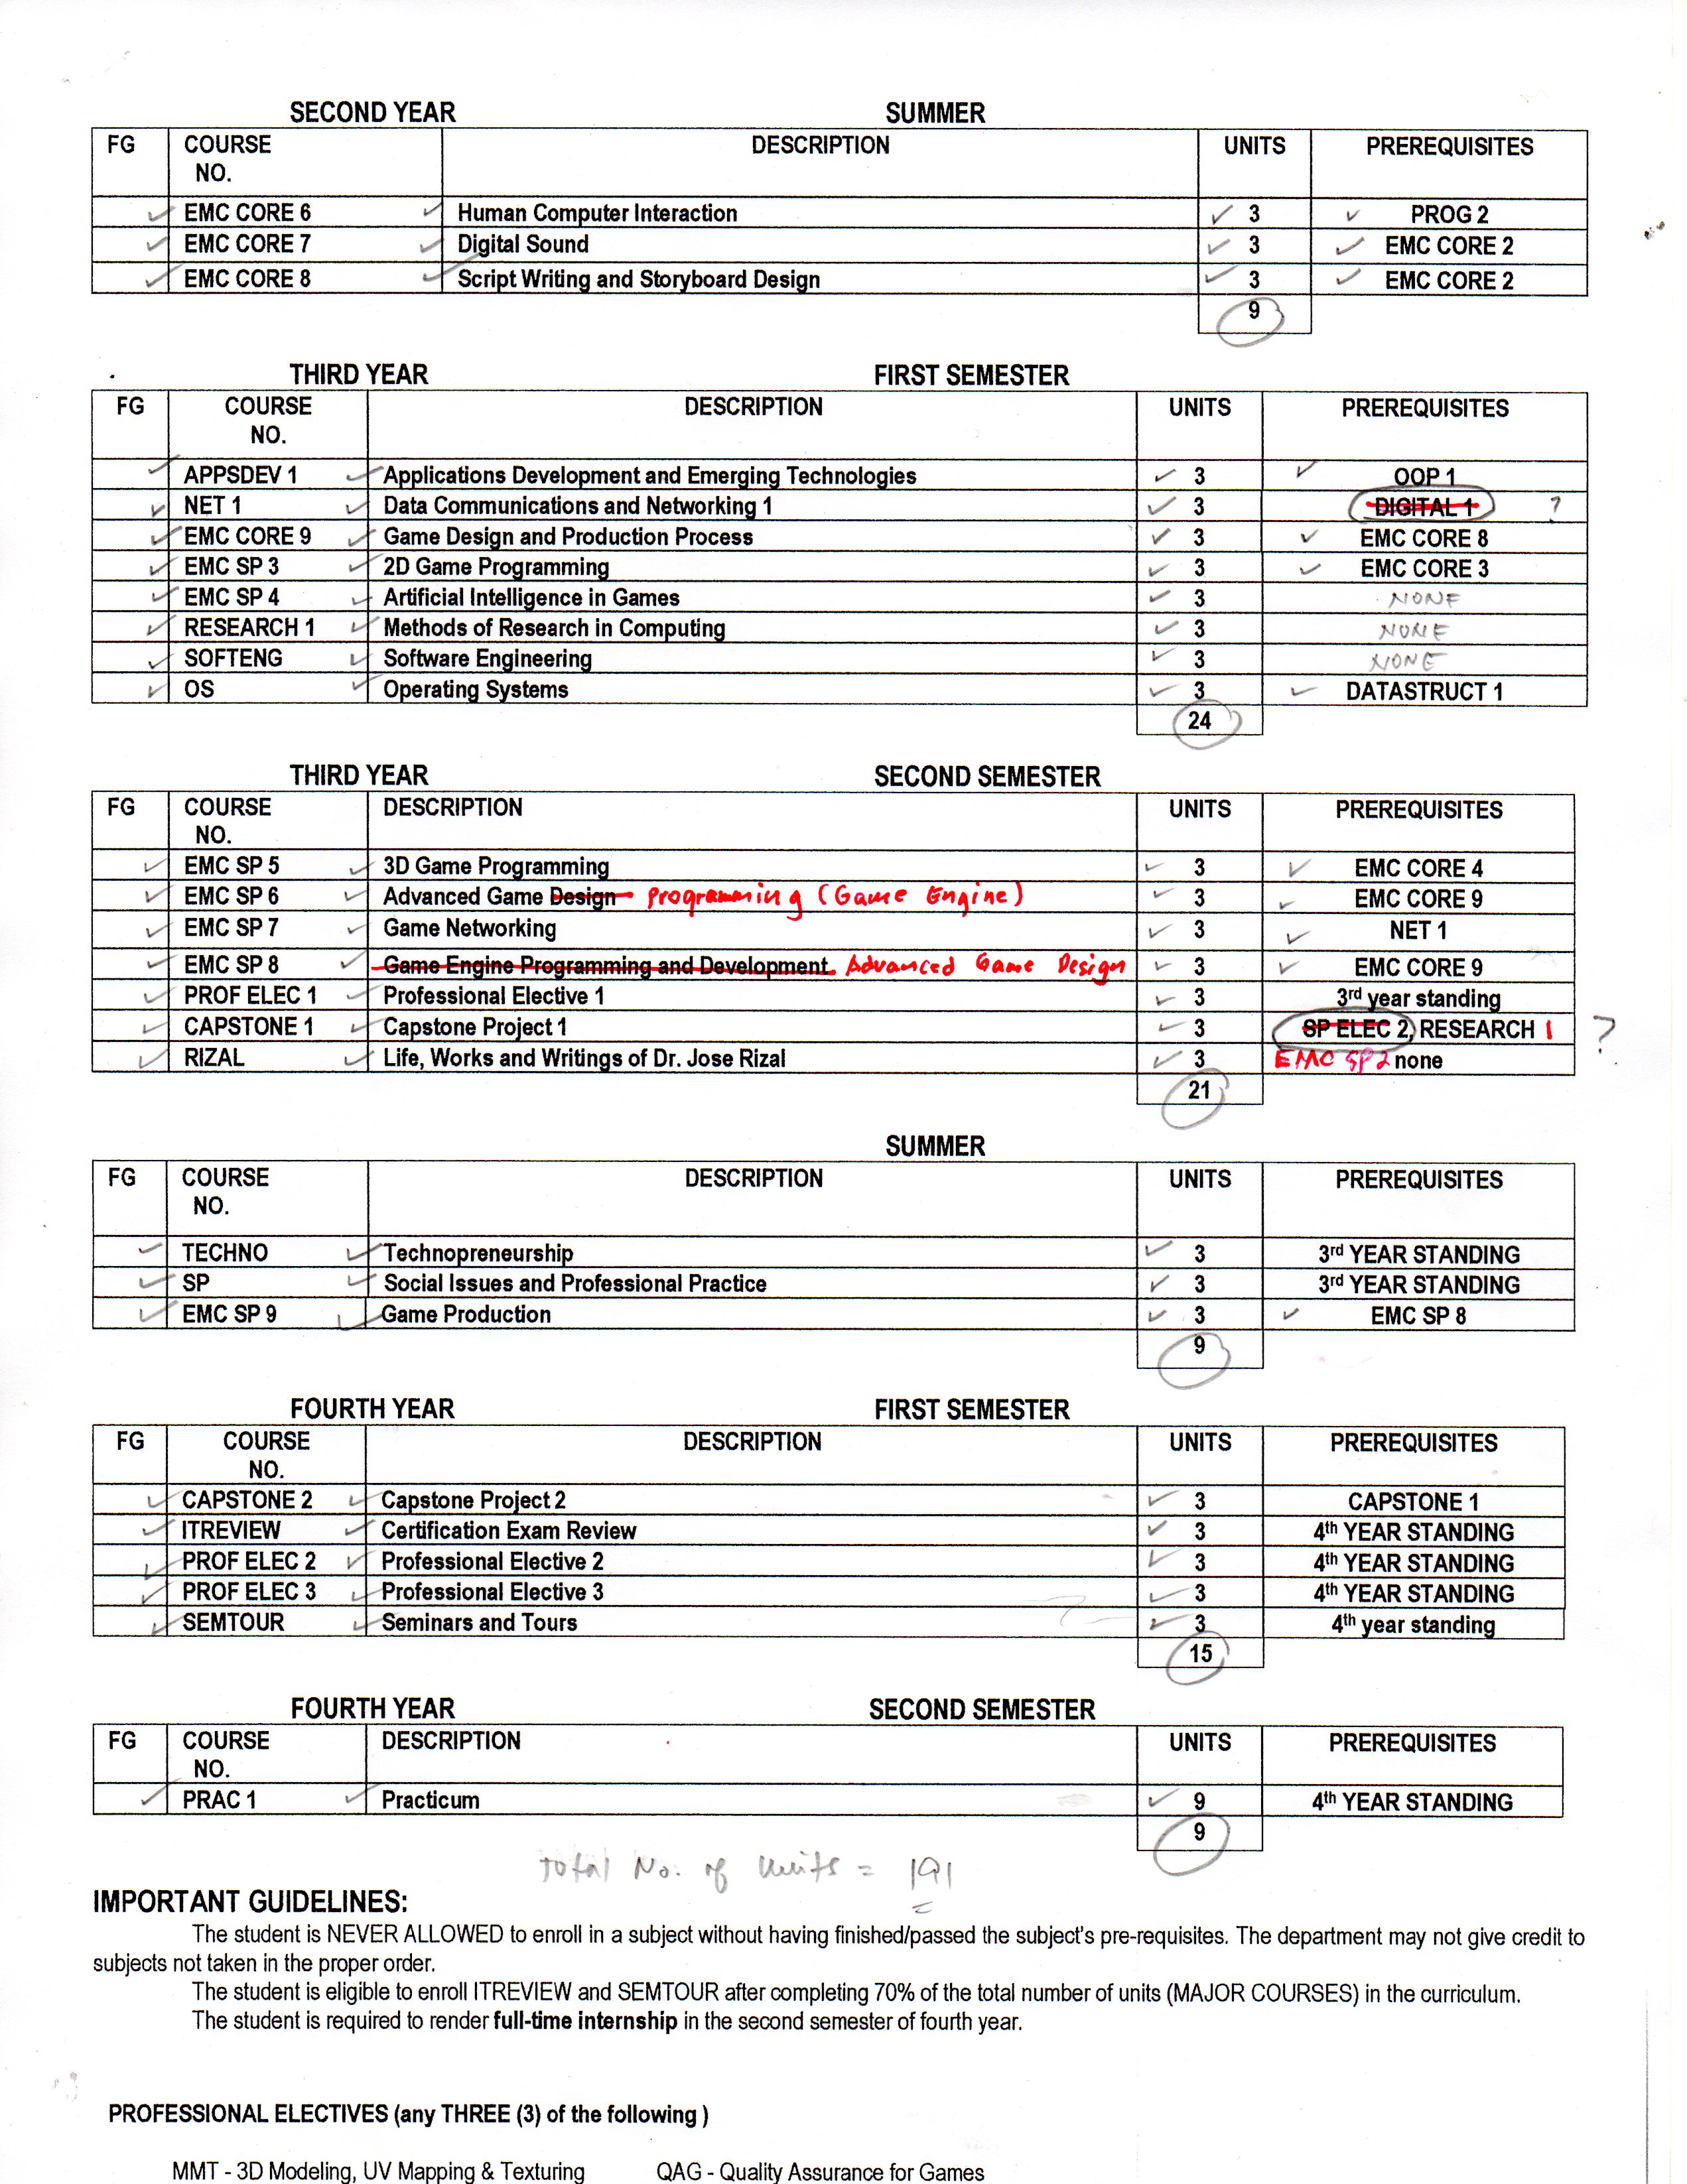 SECOND YEAR SUMMER
FG COURSE NO. DESCRIPTION UNITS PREREQUISITES
EMC CORE 6 Human Computer Interaction 3 PROG 2
EMC CORE 7 Digital Sound 3 EMC CORE 2
EMC CORE 8 Script Writing and Storyboard Design 3 EMC CORE 2
9
THIRD YEAR FIRST SEMESTER
FG COURSE NO. DESCRIPTION UNITS PREREQUISITES
APPSDEV 1 Applications Development and Emerging Technologies 3 OOP 1
NET 1 Data Communications and Networking 1 3 DIGITAL 1 ?
EMC CORE 9 Game Design and Production Process 3 EMC CORE 8
EMC SP 3 2D Game Programming 3 EMC CORE 3
EMC SP 4 Artificial Intelligence in Games 3 NONE
RESEARCH 1 Methods of Research in Computing 3 NONE
SOFTENG Software Engineering 3 NONE
OS Operating Systems 3 DATASTRUCT 1
24
THIRD YEAR SECOND SEMESTER
FG COURSE NO. DESCRIPTION UNITS PREREQUISITES
EMC SP 5 3D Game Programming 3 EMC CORE 4
EMC SP 6 Advanced Game Design Programming (Game Engine) 3 EMC CORE 9
EMC SP 7 Game Networking 3 NET 1
EMC SP 8 Game Engine Programming and Development Advanced Game Design 3 EMC CORE 9
PROF ELEC 1 Professional Elective 1 3 3rd year standing
CAPSTONE 1 Capstone Project 1 3 SP ELEC 2, RESEARCH 1 ?
RIZAL Life, Works and Writings of Dr. Jose Rizal 3 EMC SP2 none
21
SUMMER
FG COURSE NO. DESCRIPTION UNITS PREREQUISITES
TECHNO Technopreneurship 3 3rd YEAR STANDING
SP Social Issues and Professional Practice 3 3rd YEAR STANDING
EMC SP 9 Game Production 3 EMC SP 8
9
FOURTH YEAR FIRST SEMESTER
FG COURSE NO. DESCRIPTION UNITS PREREQUISITES
CAPSTONE 2 Capstone Project 2 3 CAPSTONE 1
ITREVIEW Certification Exam Review 3 4th YEAR STANDING
PROF ELEC 2 Professional Elective 2 3 4th YEAR STANDING
PROF ELEC 3 Professional Elective 3 3 4th YEAR STANDING
SEMTOUR Seminars and Tours 3 4th year standing
15
FOURTH YEAR SECOND SEMESTER
FG COURSE NO. DESCRIPTION UNITS PREREQUISITES
PRAC 1 Practicum 9 4th YEAR STANDING
9
Total No. of Units = 191
IMPORTANT GUIDELINES:
The student is NEVER ALLOWED to enroll in a subject without having finished/passed the subject's pre-requisites. The department may not give credit to
subjects not taken in the proper order.
The student is eligible to enroll ITREVIEW and SEMTOUR after completing 70% of the total number of units (MAJOR COURSES) in the curriculum.
The student is required to render full-time internship in the second semester of fourth year.
PROFESSIONAL ELECTIVES (any THREE (3) of the following )
MMT - 3D Modeling, UV Mapping & Texturing QAG - Quality Assurance for Games